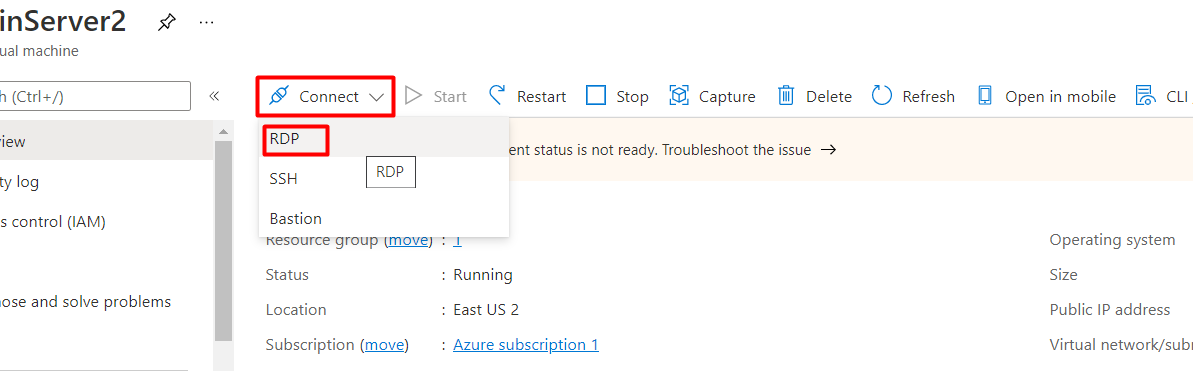 inServer2
ual machine
h (Ctrl+/)
«
Connect
Start
Restart
Stop
Capture
Delete
Refresh
Open in mobile
CLI
view
RDP
ent status is not ready. Troubleshoot the issue →
RDP
SSH
ty log
Bastion
s control (IAM)
Resource group (move) : 1
Operating system
Status : Running
Size
nose and solve problems
Location : East US 2
Public IP address
Subscription (move) : Azure subscription 1
Virtual network/subn